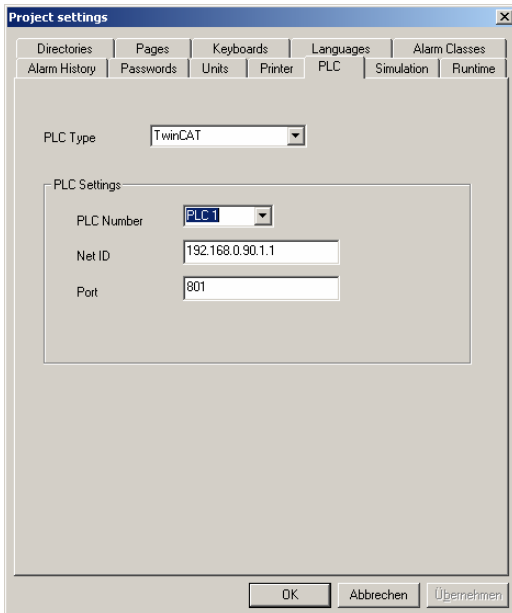 Project settings
Directories Pages Keyboards Languages Alarm Classes
Alarm History Passwords Units Printer PLC Simulation Runtime
PLC Type TwinCAT
PLC Settings
PLC Number PLC 1
Net ID 192.168.0.90.1.1
Port 801
OK Abbrechen Übernehmen